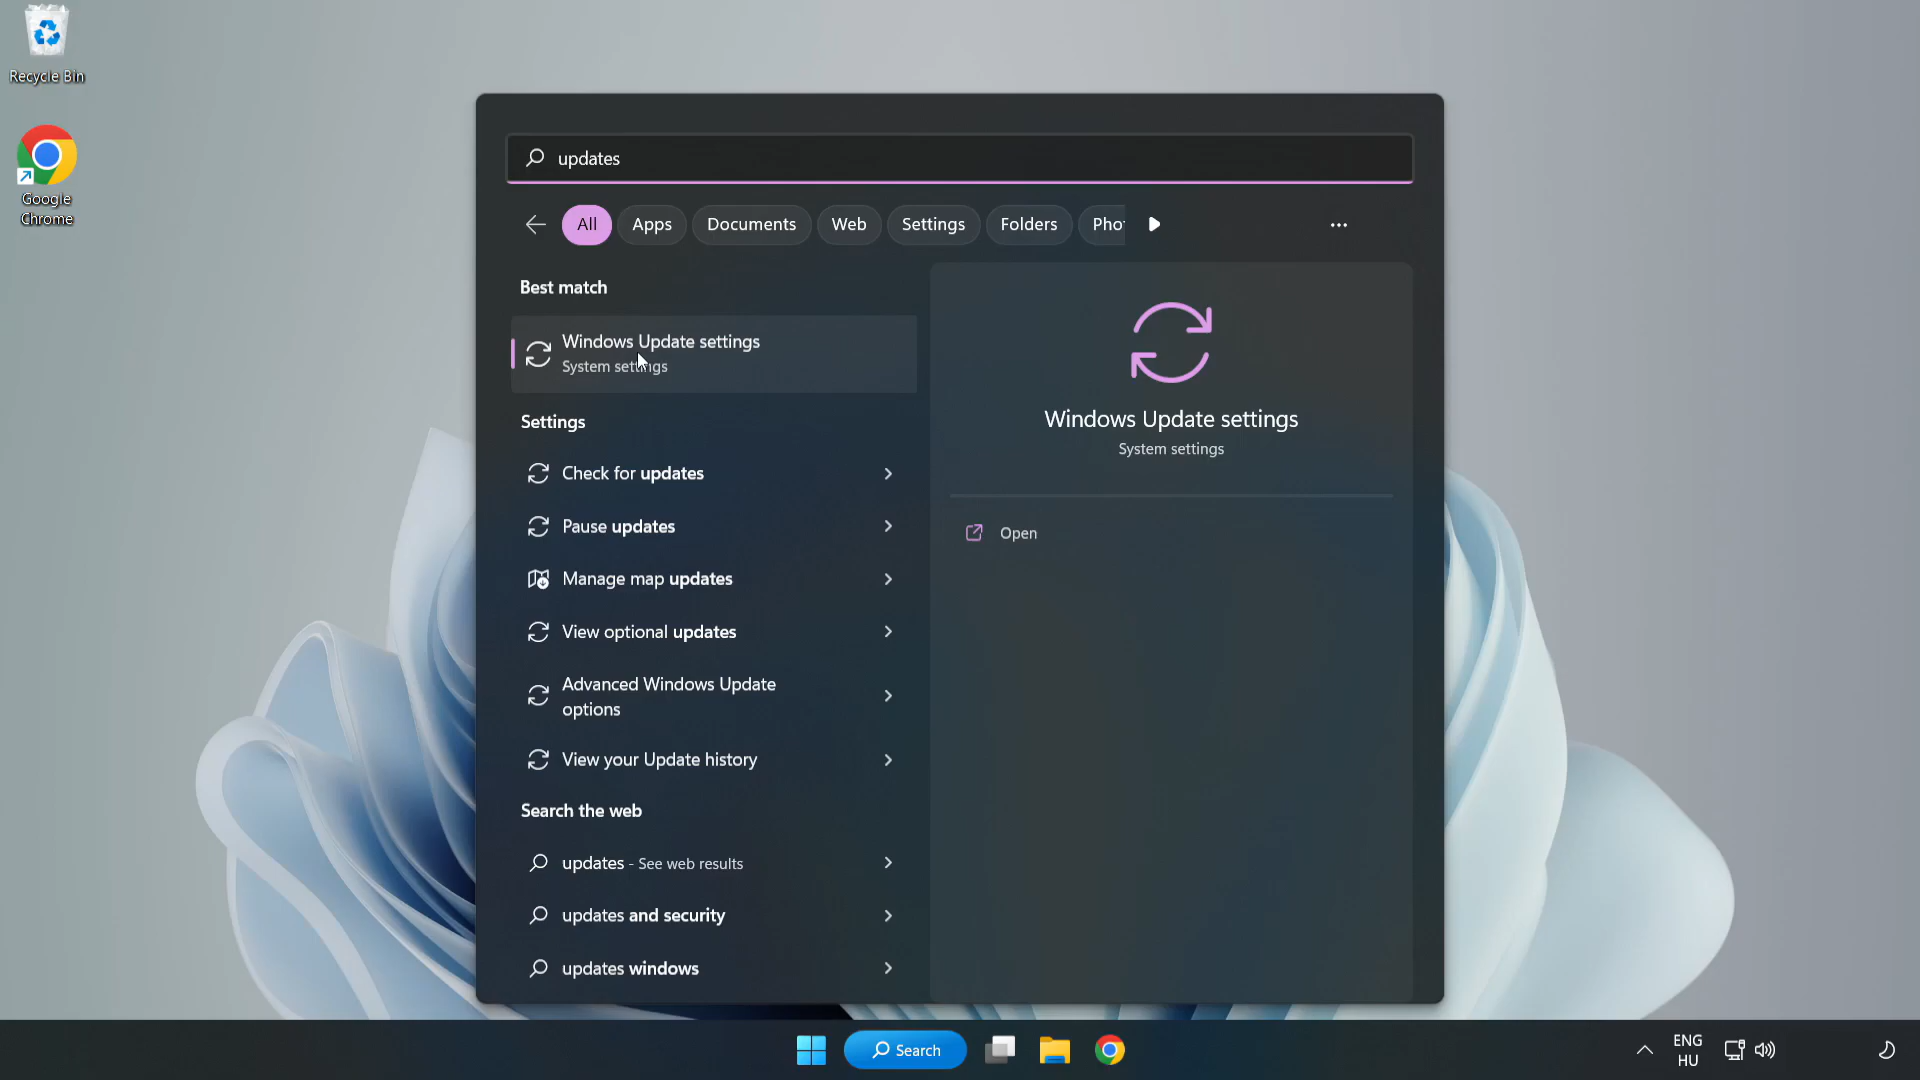 Recycle Bin
Google
Chrome
updates
All
Apps
Documents
Web
Settings
Folders
Pho
Best match
Windows Update settings
System settings
Settings
Check for updates
Pause updates
Manage map updates
View optional updates
Advanced Windows Update
options
View your Update history
Search the web
updates - See web results
updates and security
updates windows
Windows Update settings
System settings
Open
Search
ENG
HU